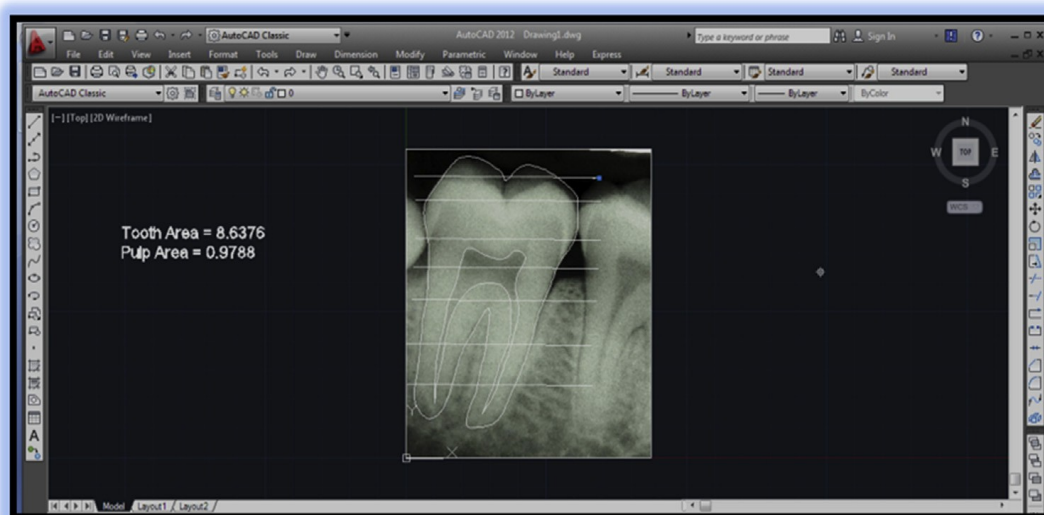 AutoCAD Classic
AutoCAD 2012 Drawing1.dwg
Type a keyword or phrase
Sign In
File Edit View Insert Format Tools Draw Dimension Modify Parametric Window Help Express
Standard Standard Standard Standard
AutoCAD Classic 0 ByLayer ByLayer ByLayer ByColor
[−] [Top] [2D Wireframe]
N
W TOP E
S
WCS
Tooth Area = 8.6376
Pulp Area = 0.9788
X
A
Model Layout1 Layout2